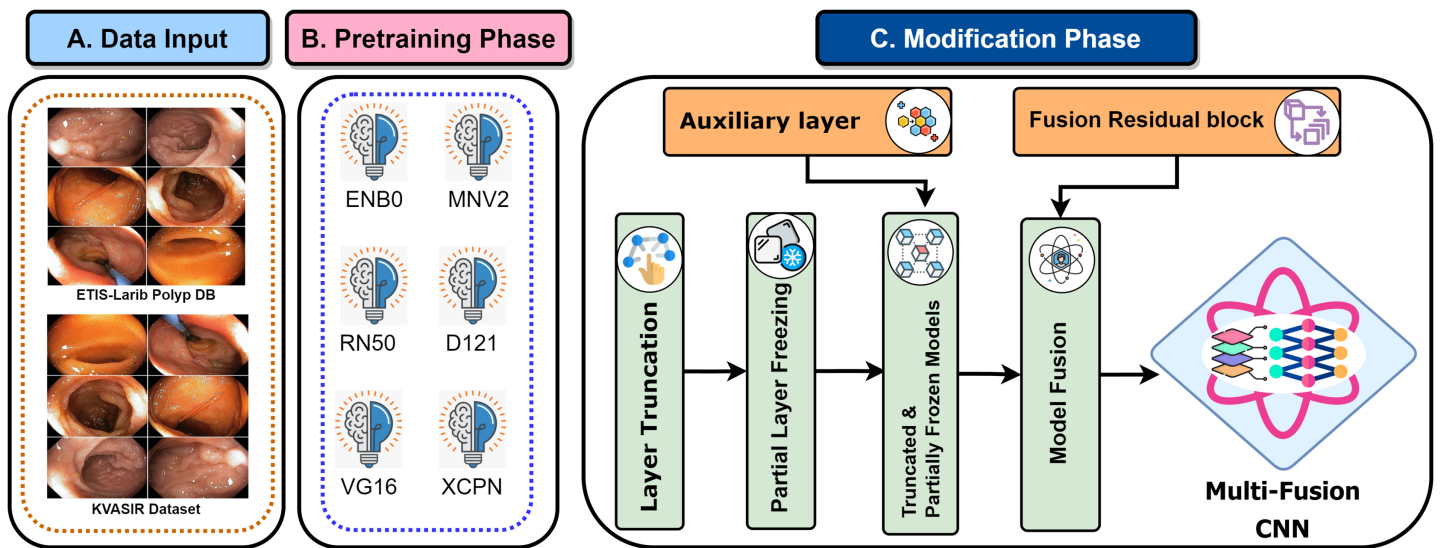 A. Data Input
B. Pretraining Phase
C. Modification Phase
ETIS-Larib Polyp DB
KVASIR Dataset
ENB0
MNV2
RN50
D121
VG16
XCPN
Auxiliary layer
Fusion Residual block
Layer Truncation
Partial Layer Freezing
Truncated &
Partially Frozen Models
Model Fusion
Multi-Fusion
CNN